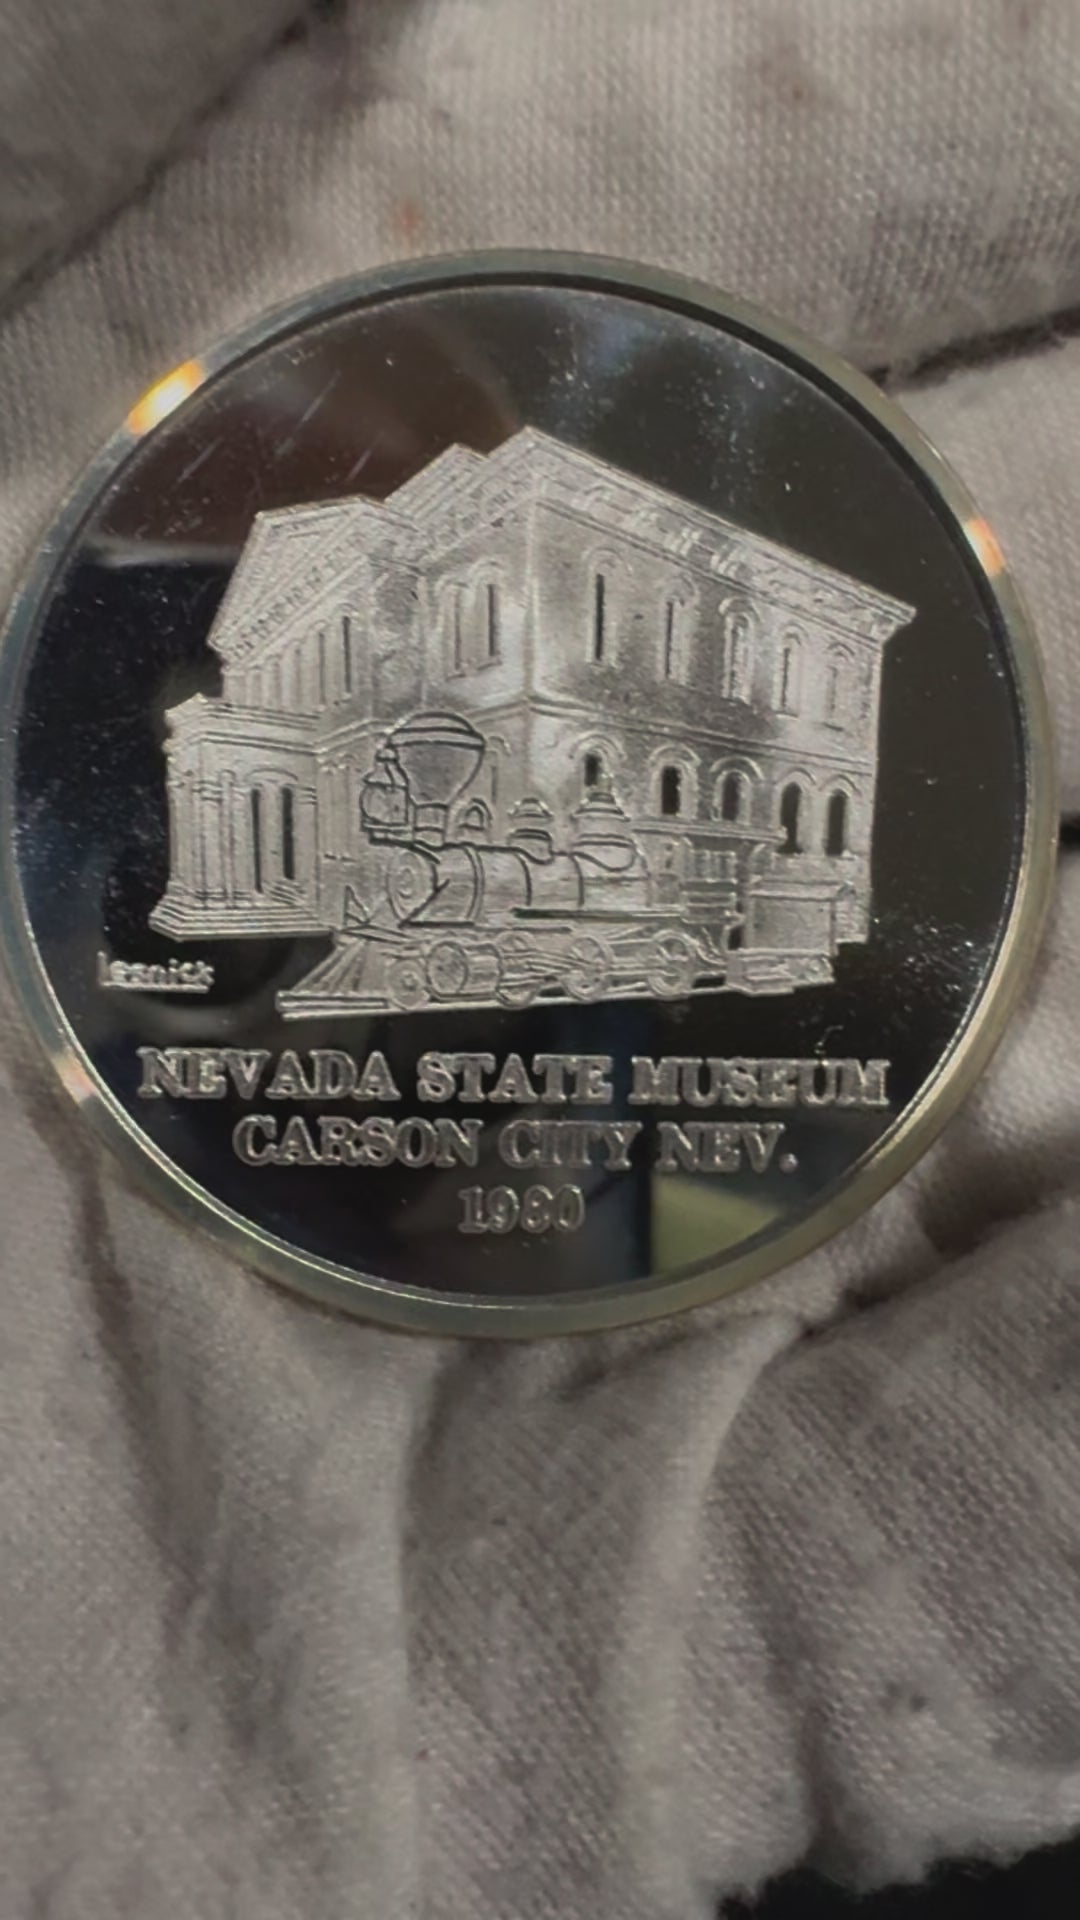 Lesnick
NEVADA STATE MUSEUM
CARSON CITY NEV.
1980